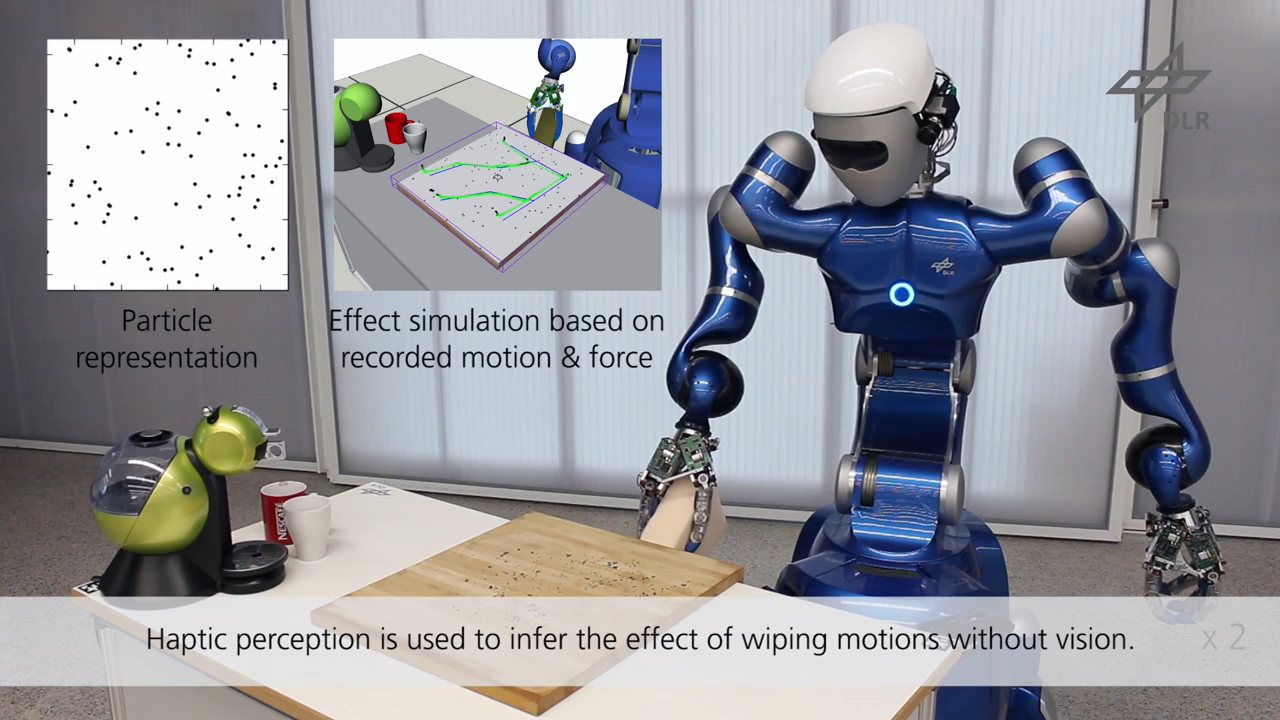 DLR
DLR
Particle
representation
Effect simulation based on
recorded motion & force
NESCAFÉ
Haptic perception is used to infer the effect of wiping motions without vision.
x 2